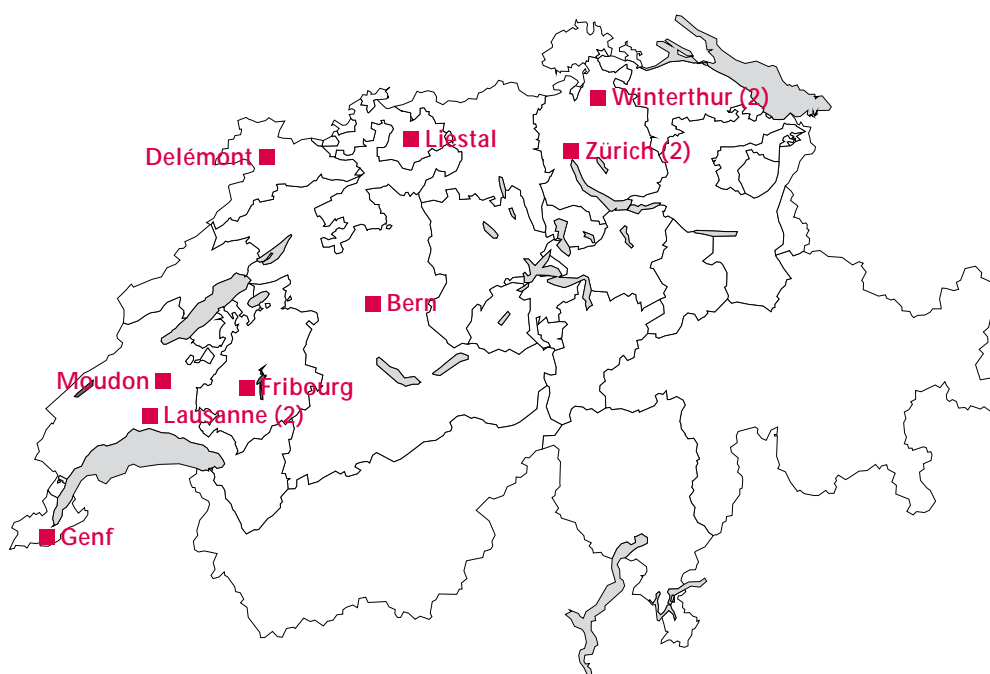 Winterthur (2)
Liestal
Zürich (2)
Delémont
Bern
Moudon
Fribourg
Lausanne (2)
Genf